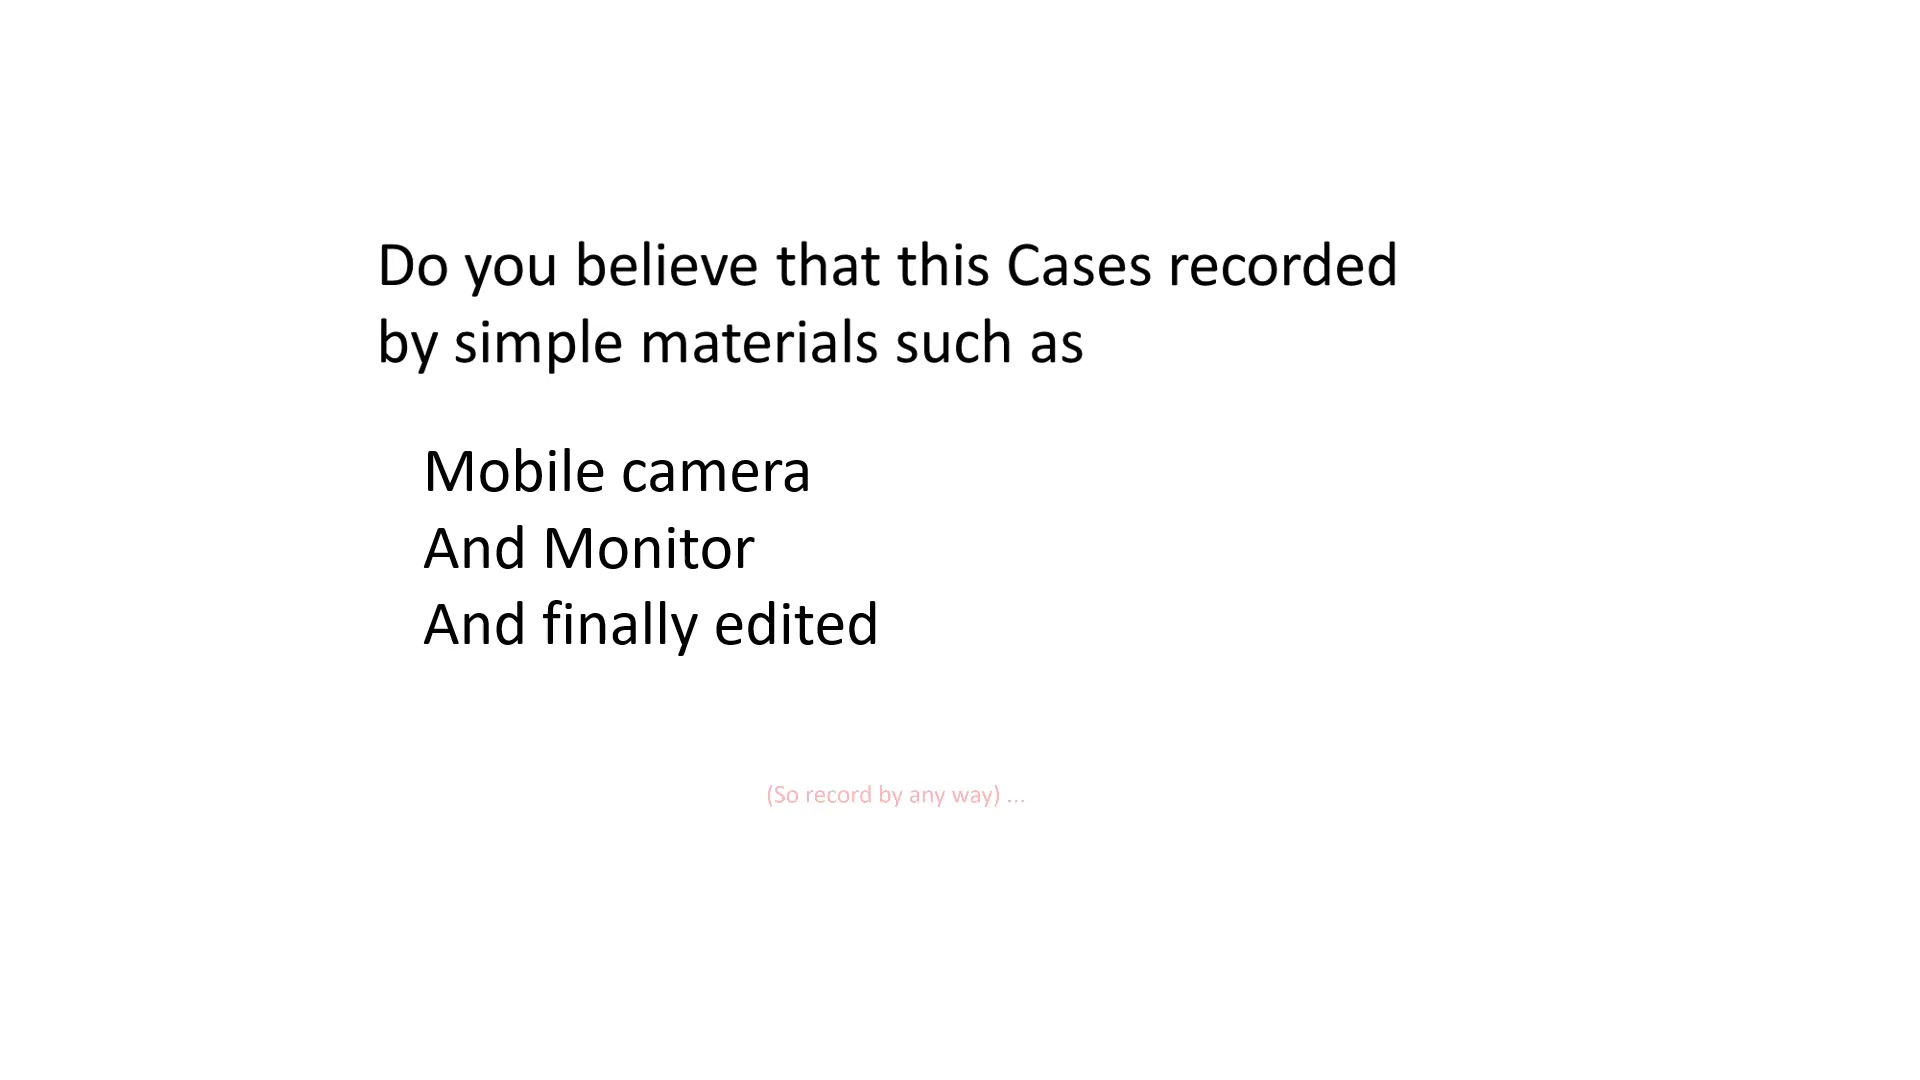 Do you believe that this Cases recorded
by simple materials such as
Mobile camera
And Monitor
And finally edited
(So record by any way) ...